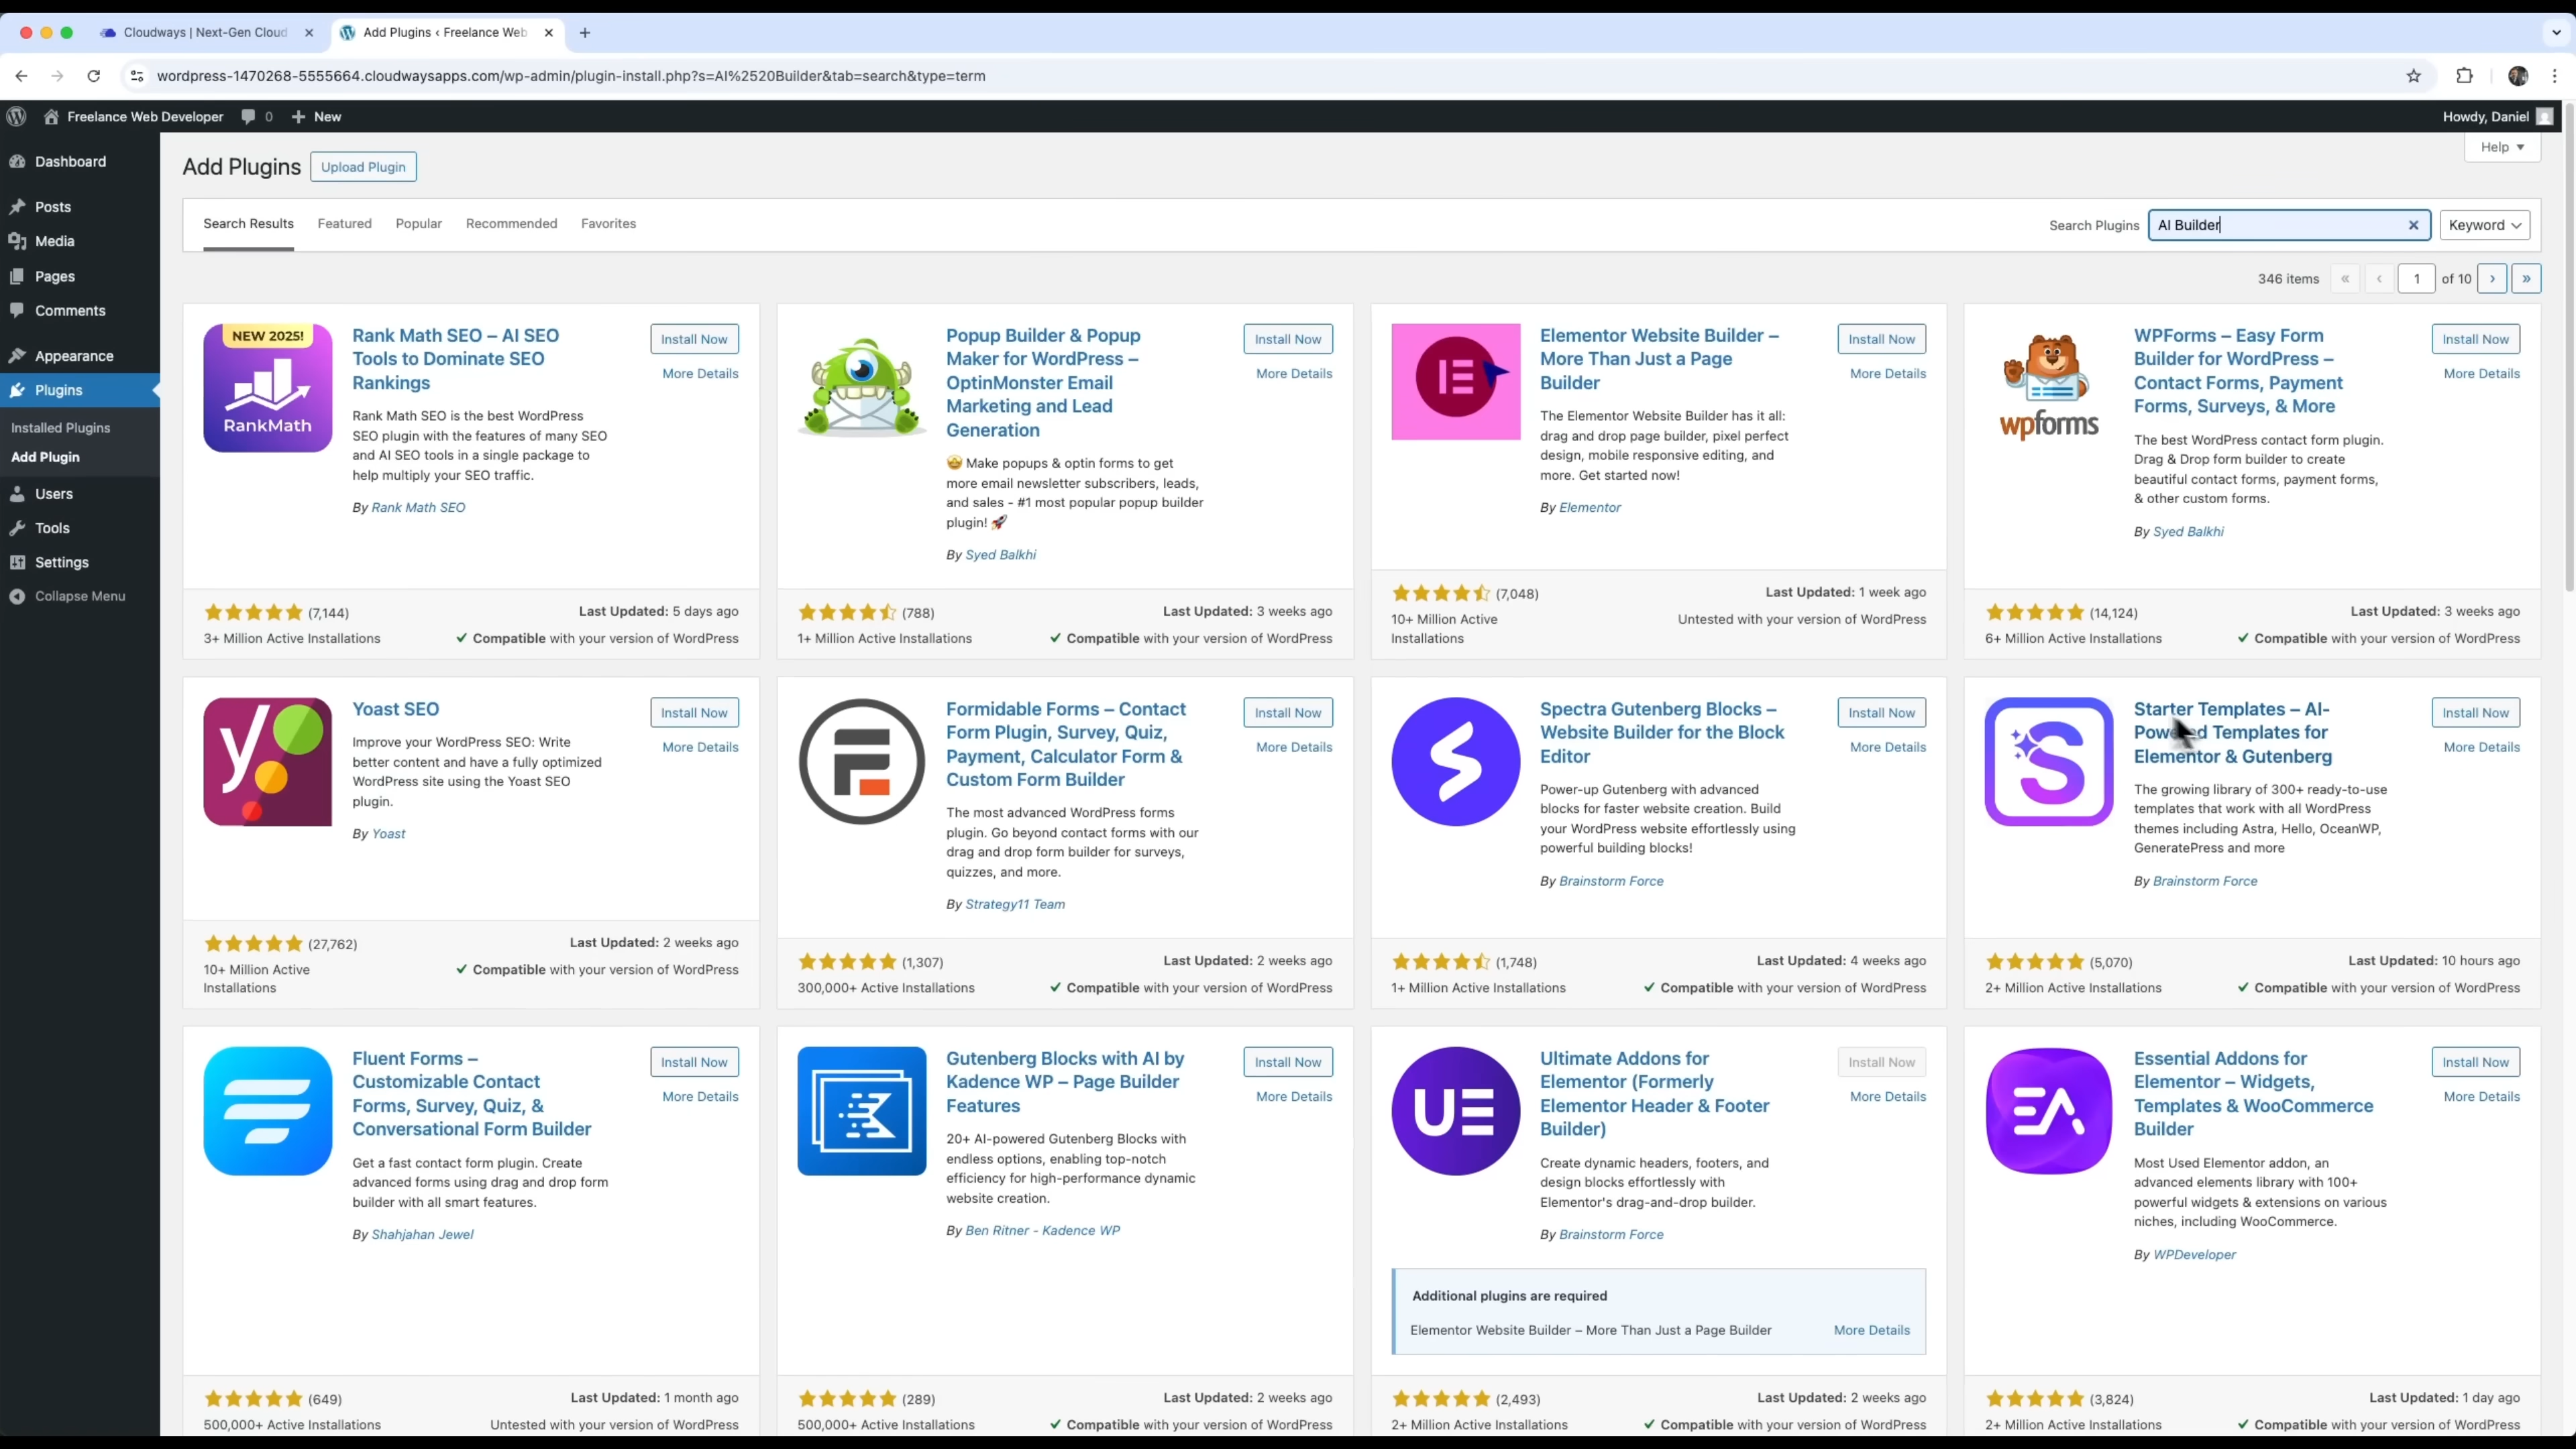 Cloudways | Next-Gen Cloud
Add Plugins ‹ Freelance Web
wordpress-1470268-5555664.cloudwaysapps.com/wp-admin/plugin-install.php?s=AI%2520Builder&tab=search&type=term
Freelance Web Developer
0
New
Howdy, Daniel
Dashboard
Posts
Media
Pages
Comments
Appearance
Plugins
Installed Plugins
Add Plugin
Users
Tools
Settings
Collapse Menu
Help
Add Plugins
Upload Plugin
Search Results
Featured
Popular
Recommended
Favorites
Search Plugins
AI Builder
Keyword
346 items
«
‹
1
of 10
›
»
NEW 2025!
RankMath
Rank Math SEO – AI SEO
Tools to Dominate SEO
Rankings
Install Now
More Details
Rank Math SEO is the best WordPress
SEO plugin with the features of many SEO
and AI SEO tools in a single package to
help multiply your SEO traffic.
By Rank Math SEO
(7,144)
3+ Million Active Installations
Last Updated: 5 days ago
Compatible with your version of WordPress
Popup Builder & Popup
Maker for WordPress –
OptinMonster Email
Marketing and Lead
Generation
Install Now
More Details
🤩 Make popups & optin forms to get
more email newsletter subscribers, leads,
and sales - #1 most popular popup builder
plugin! 🚀
By Syed Balkhi
(788)
1+ Million Active Installations
Last Updated: 3 weeks ago
Compatible with your version of WordPress
Elementor Website Builder –
More Than Just a Page
Builder
Install Now
More Details
The Elementor Website Builder has it all:
drag and drop page builder, pixel perfect
design, mobile responsive editing, and
more. Get started now!
By Elementor
(7,048)
10+ Million Active
Installations
Last Updated: 1 week ago
Untested with your version of WordPress
wpforms
WPForms – Easy Form
Builder for WordPress –
Contact Forms, Payment
Forms, Surveys, & More
Install Now
More Details
The best WordPress contact form plugin.
Drag & Drop form builder to create
beautiful contact forms, payment forms,
& other custom forms.
By Syed Balkhi
(14,124)
6+ Million Active Installations
Last Updated: 3 weeks ago
Compatible with your version of WordPress
Yoast SEO
Install Now
More Details
Improve your WordPress SEO: Write
better content and have a fully optimized
WordPress site using the Yoast SEO
plugin.
By Yoast
(27,762)
10+ Million Active
Installations
Last Updated: 2 weeks ago
Compatible with your version of WordPress
Formidable Forms – Contact
Form Plugin, Survey, Quiz,
Payment, Calculator Form &
Custom Form Builder
Install Now
More Details
The most advanced WordPress forms
plugin. Go beyond contact forms with our
drag and drop form builder for surveys,
quizzes, and more.
By Strategy11 Team
(1,307)
300,000+ Active Installations
Last Updated: 2 weeks ago
Compatible with your version of WordPress
Spectra Gutenberg Blocks –
Website Builder for the Block
Editor
Install Now
More Details
Power-up Gutenberg with advanced
blocks for faster website creation. Build
your WordPress website effortlessly using
powerful building blocks!
By Brainstorm Force
(1,748)
1+ Million Active Installations
Last Updated: 4 weeks ago
Compatible with your version of WordPress
Starter Templates – AI-
Powered Templates for
Elementor & Gutenberg
Install Now
More Details
The growing library of 300+ ready-to-use
templates that work with all WordPress
themes including Astra, Hello, OceanWP,
GeneratePress and more
By Brainstorm Force
(5,070)
2+ Million Active Installations
Last Updated: 10 hours ago
Compatible with your version of WordPress
Fluent Forms –
Customizable Contact
Forms, Survey, Quiz, &
Conversational Form Builder
Install Now
More Details
Get a fast contact form plugin. Create
advanced forms using drag and drop form
builder with all smart features.
By Shahjahan Jewel
(649)
500,000+ Active Installations
Last Updated: 1 month ago
Untested with your version of WordPress
Gutenberg Blocks with AI by
Kadence WP – Page Builder
Features
Install Now
More Details
20+ AI-powered Gutenberg Blocks with
endless options, enabling top-notch
efficiency for high-performance dynamic
website creation.
By Ben Ritner - Kadence WP
(289)
500,000+ Active Installations
Last Updated: 2 weeks ago
Compatible with your version of WordPress
Ultimate Addons for
Elementor (Formerly
Elementor Header & Footer
Builder)
Install Now
More Details
Create dynamic headers, footers, and
design blocks effortlessly with
Elementor's drag-and-drop builder.
By Brainstorm Force
Additional plugins are required
Elementor Website Builder – More Than Just a Page Builder
More Details
(2,493)
2+ Million Active Installations
Last Updated: 2 weeks ago
Compatible with your version of WordPress
Essential Addons for
Elementor – Widgets,
Templates & WooCommerce
Builder
Install Now
More Details
Most Used Elementor addon, an
advanced elements library with 100+
powerful widgets & extensions on various
niches, including WooCommerce.
By WPDeveloper
(3,824)
2+ Million Active Installations
Last Updated: 1 day ago
Compatible with your version of WordPress